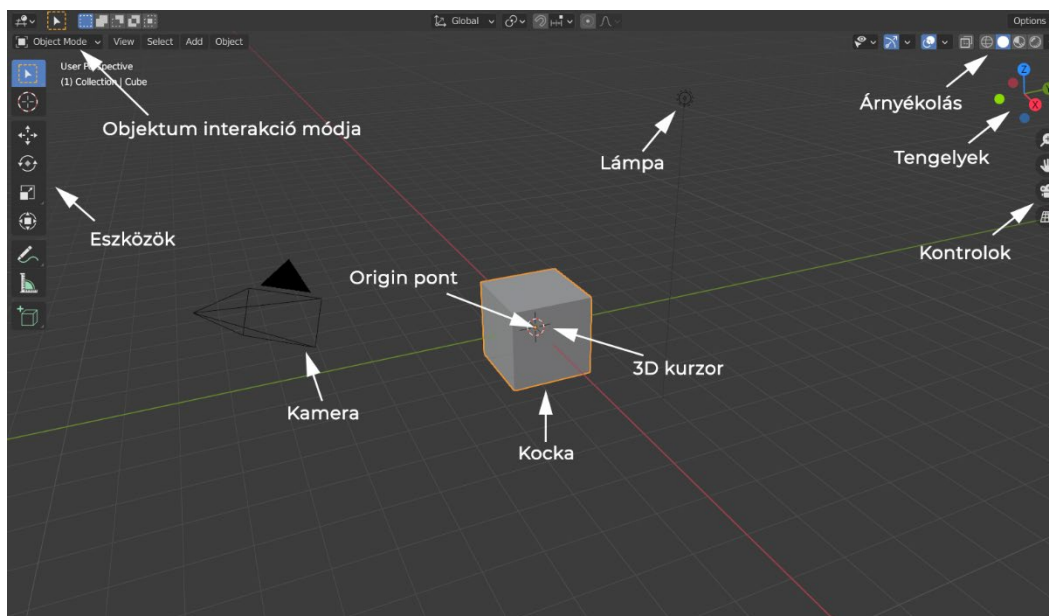 Global
Options
Object Mode View Select Add Object
User Perspective
(1) Collection | Cube
Z
Y
X
Árnyékolás
Objektum interakció módja
Lámpa
Tengelyek
Eszközök
Kontrolok
Origin pont
3D kurzor
Kamera
Kocka